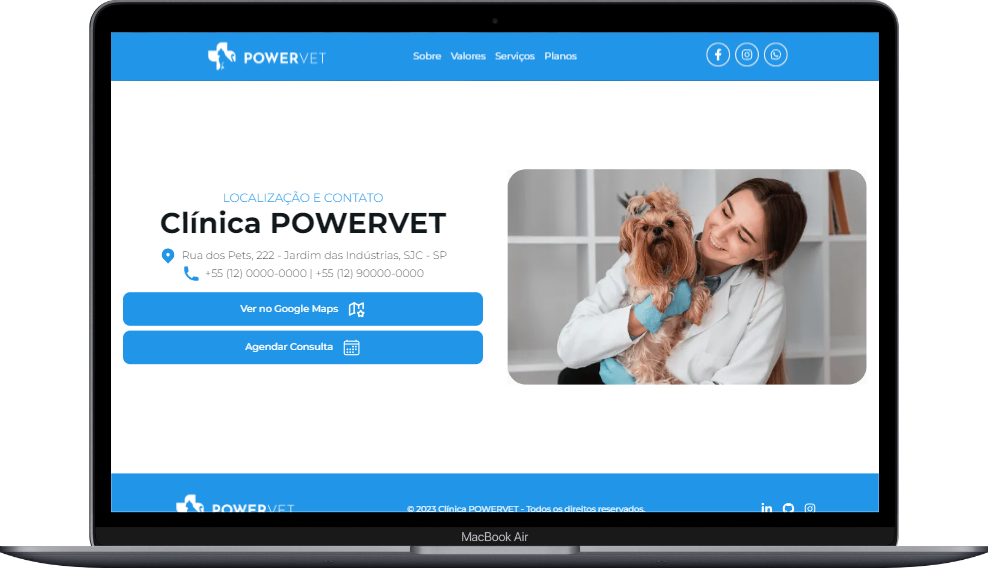 POWERVET
Sobre Valores Serviços Planos
LOCALIZAÇÃO E CONTATO
Clínica POWERVET
Rua dos Pets, 222 - Jardim das Indústrias, SJC - SP
+55 (12) 0000-0000 | +55 (12) 90000-0000
Ver no Google Maps
Agendar Consulta
POWERVET
© 2023 Clínica POWERVET - Todos os direitos reservados.
in
MacBook Air